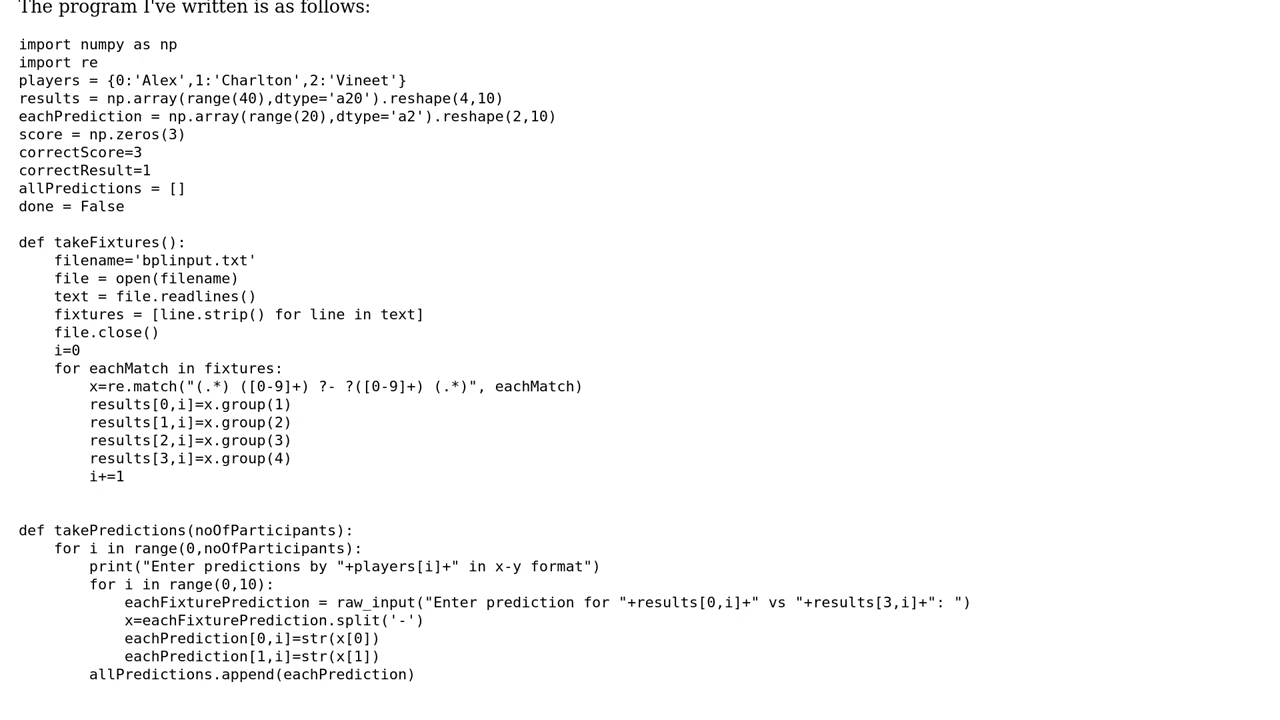 The program I've written is as follows:
import numpy as np
import re
players = {0:'Alex',1:'Charlton',2:'Vineet'}
results = np.array(range(40),dtype='a20').reshape(4,10)
eachPrediction = np.array(range(20),dtype='a2').reshape(2,10)
score = np.zeros(3)
correctScore=3
correctResult=1
allPredictions = []
done = False

def takeFixtures():
    filename='bplinput.txt'
    file = open(filename)
    text = file.readlines()
    fixtures = [line.strip() for line in text]
    file.close()
    i=0
    for eachMatch in fixtures:
        x=re.match("(.*) ([0-9]+) ?- ?([0-9]+) (.*)", eachMatch)
        results[0,i]=x.group(1)
        results[1,i]=x.group(2)
        results[2,i]=x.group(3)
        results[3,i]=x.group(4)
        i+=1

def takePredictions(noOfParticipants):
    for i in range(0,noOfParticipants):
        print("Enter predictions by "+players[i]+" in x-y format")
        for i in range(0,10):
            eachFixturePrediction = raw_input("Enter prediction for "+results[0,i]+" vs "+results[3,i]+": ")
            x=eachFixturePrediction.split('-')
            eachPrediction[0,i]=str(x[0])
            eachPrediction[1,i]=str(x[1])
        allPredictions.append(eachPrediction)